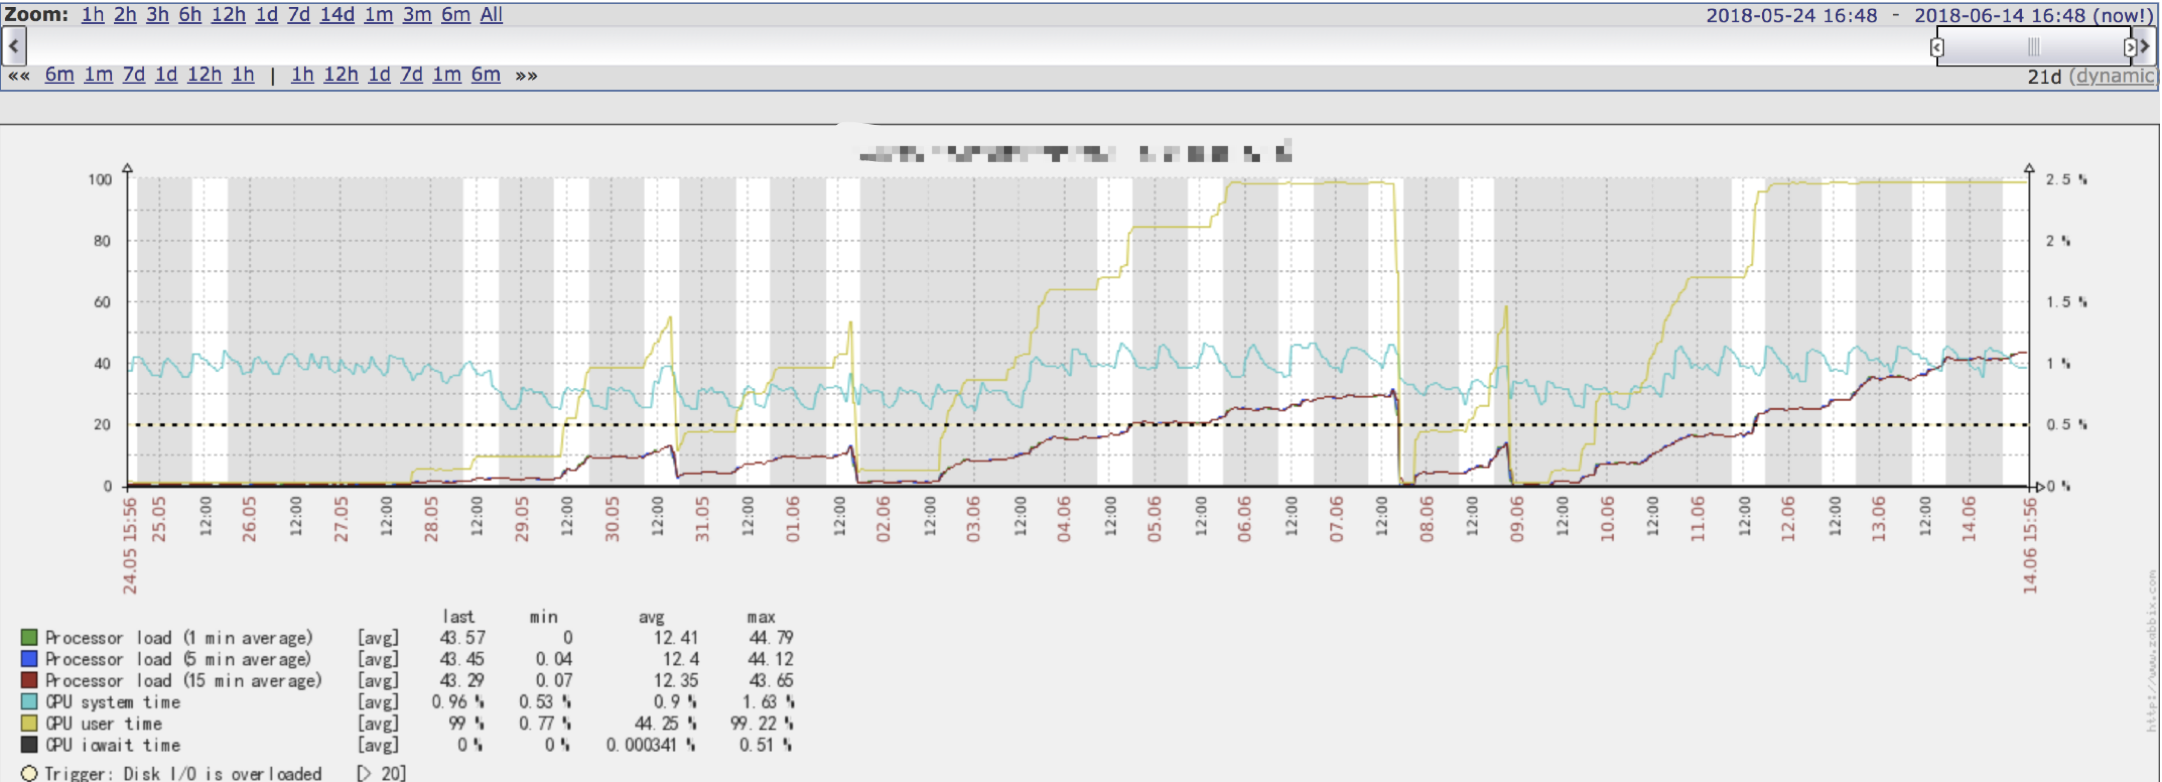 Zoom: 1h 2h 3h 6h 12h 1d 7d 14d 1m 3m 6m All 2018-05-24 16:48 - 2018-06-14 16:48 (now!)
«« 6m 1m 7d 1d 12h 1h | 1h 12h 1d 7d 1m 6m »» 21d (dynamic
100 2.5 %
80 2 %
60 1.5 %
40 1 %
20 0.5 %
0 0 %
24.05 15:56 25.05 12:00 26.05 12:00 27.05 12:00 28.05 12:00 29.05 12:00 30.05 12:00 31.05 12:00 01.06 12:00 02.06 12:00 03.06 12:00 04.06 12:00 05.06 12:00 06.06 12:00 07.06 12:00 08.06 12:00 09.06 12:00 10.06 12:00 11.06 12:00 12.06 12:00 13.06 12:00 14.06 14.06 15:56
last min avg max
Processor load (1 min average) [avg] 43.57 0 12.41 44.79
Processor load (5 min average) [avg] 43.45 0.04 12.4 44.12
Processor load (15 min average) [avg] 43.29 0.07 12.35 43.65
CPU system time [avg] 0.96 % 0.53 % 0.9 % 1.63 %
CPU user time [avg] 99 % 0.77 % 44.25 % 99.22 %
CPU iowait time [avg] 0 % 0 % 0.000341 % 0.51 %
Trigger: Disk I/O is overloaded [> 20]
http://www.zabbix.com